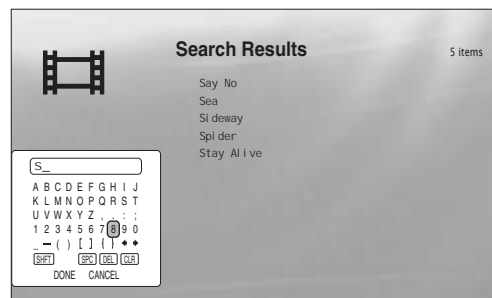 Search Results
5 items
Say No
Sea
Sideway
Spider
Stay Alive
S_
A B C D E F G H I J
K L M N O P Q R S T
U V W X Y Z , . : ;
1 2 3 4 5 6 7 8 9 0
_ – ( ) [ ] { }
SHFT SPC DEL CLR
DONE CANCEL